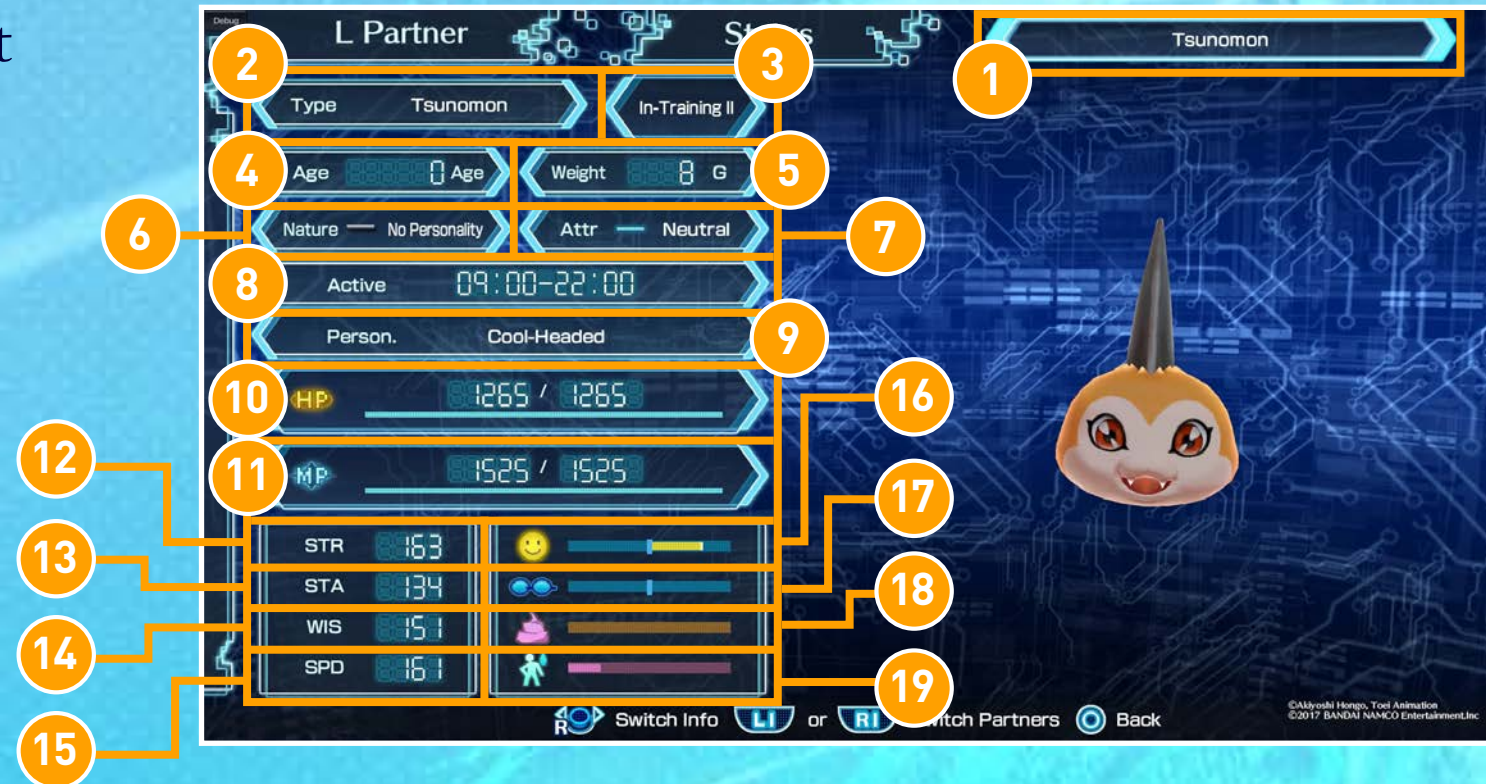 t
Debug
L Partner
Tsunomon
1
2
3
Type Tsunomon
In-Training II
4
Age 0 Age
Weight 8 G
5
6
Nature — No Personality
Attr — Neutral
7
8
Active 09:00-22:00
Person. Cool-Headed
9
10
HP 1265 / 1265
16
11
MP 1525 / 1525
12
17
STR 163
13
STA 134
18
14
WIS 151
15
SPD 161
19
R Switch Info L1 or R1 Partners Back
©Akiyoshi Hongo, Toei Animation
©2017 BANDAI NAMCO Entertainment.Inc